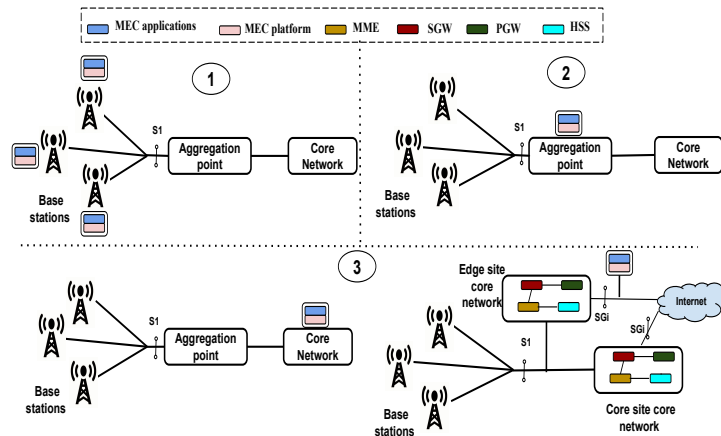 MEC applications MEC platform MME SGW PGW HSS
1
S1
Aggregation
point
Core
Network
Base
stations
2
S1
Aggregation
point
Core
Network
Base
stations
3
S1
Aggregation
point
Core
Network
Base
stations
Edge site
core
network
SGi
Internet
SGi
S1
Base
stations
Core site core
network